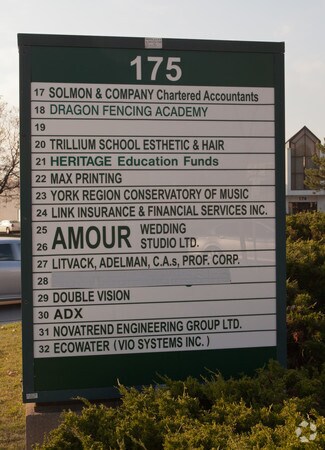 175
17 SOLMON & COMPANY Chartered Accountants
18 DRAGON FENCING ACADEMY
19
20 TRILLIUM SCHOOL ESTHETIC & HAIR
21 HERITAGE Education Funds
22 MAX PRINTING
23 YORK REGION CONSERVATORY OF MUSIC
24 LINK INSURANCE & FINANCIAL SERVICES INC.
25
26 AMOUR WEDDING
STUDIO LTD.
27 LITVACK, ADELMAN, C.A.s, PROF. CORP.
28
29 DOUBLE VISION
30 ADX
31 NOVATREND ENGINEERING GROUP LTD.
32 ECOWATER (VIO SYSTEMS INC.)